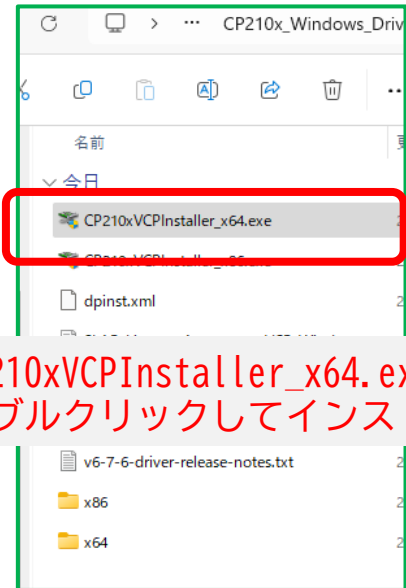 CP210x_Windows_Driv
名前
今日
CP210xVCPInstaller_x64.exe
dpinst.xml
210xVCPInstaller_x64.ex
ブルクリックしてインス
v6-7-6-driver-release-notes.txt
x86
x64